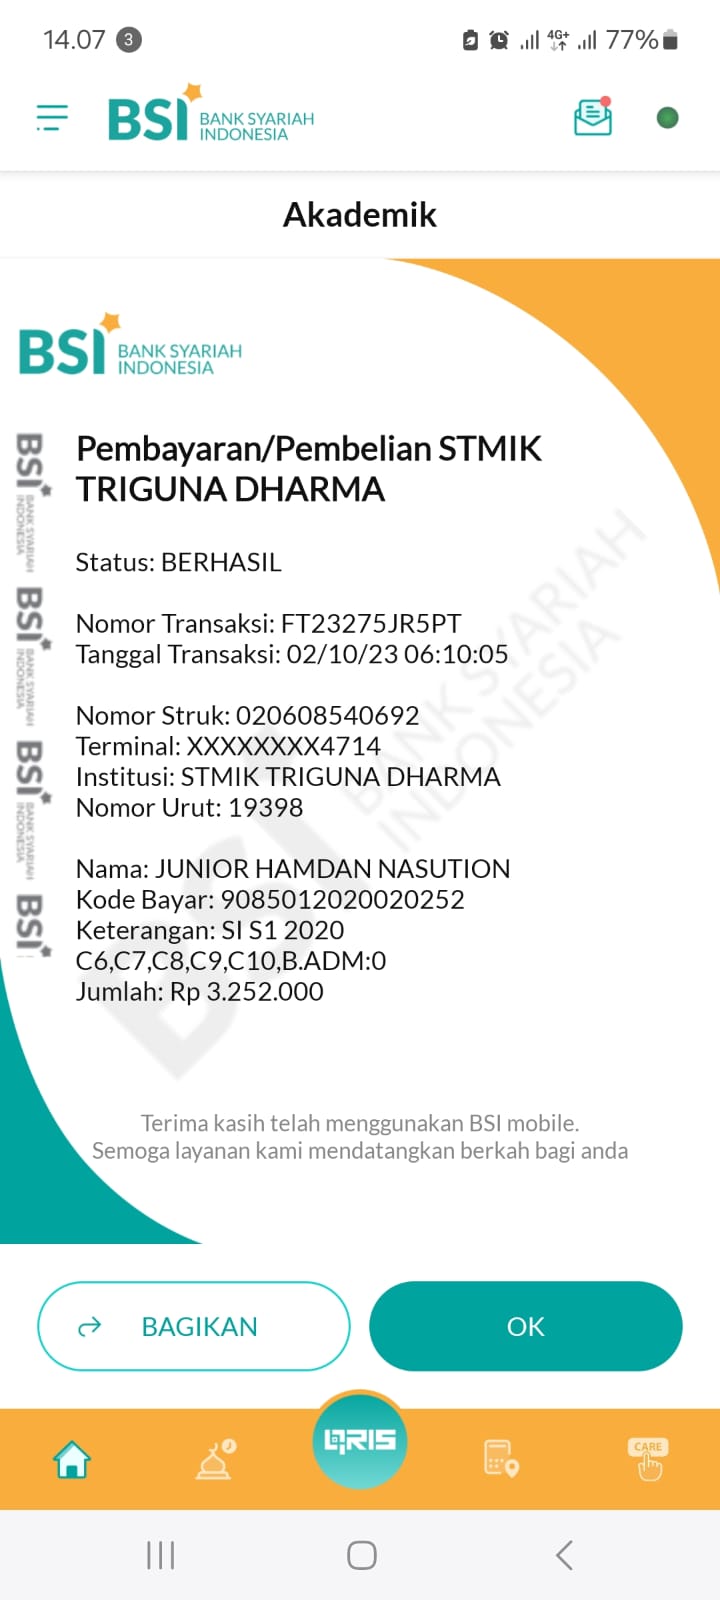 14.07 3 4G+ 77%
BSI BANK SYARIAH
INDONESIA
Akademik
BSI BANK SYARIAH
INDONESIA
BSI BANK SYARIAH INDONESIA
BSI BANK SYARIAH INDONESIA
BSI BANK SYARIAH INDONESIA
BSI
Pembayaran/Pembelian STMIK
TRIGUNA DHARMA
Status: BERHASIL
Nomor Transaksi: FT23275JR5PT
Tanggal Transaksi: 02/10/23 06:10:05
Nomor Struk: 020608540692
Terminal: XXXXXXXX4714
Institusi: STMIK TRIGUNA DHARMA
Nomor Urut: 19398
Nama: JUNIOR HAMDAN NASUTION
Kode Bayar: 9085012020020252
Keterangan: SI S1 2020
C6,C7,C8,C9,C10,B.ADM:0
Jumlah: Rp 3.252.000
BSI BANK SYARIAH
INDONESIA
Terima kasih telah menggunakan BSI mobile.
Semoga layanan kami mendatangkan berkah bagi anda
BAGIKAN
OK
QRIS
CARE